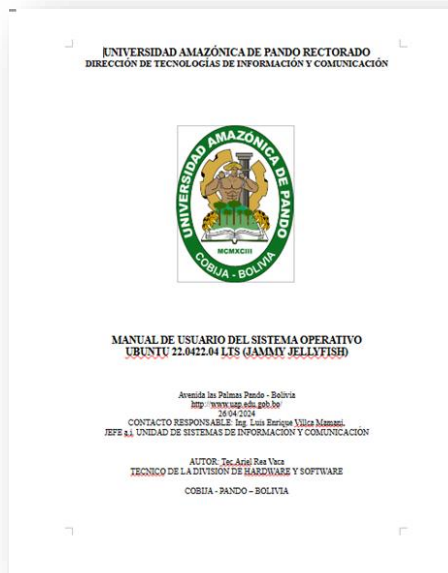 UNIVERSIDAD AMAZÓNICA DE PANDO RECTORADO
DIRECCIÓN DE TECNOLOGÍAS DE INFORMACIÓN Y COMUNICACIÓN
UNIVERSIDAD AMAZÓNICA DE PANDO
MCMXCIII
COBIJA - BOLIVIA
MANUAL DE USUARIO DEL SISTEMA OPERATIVO
UBUNTU 22.0422.04 LTS (JAMMY JELLYFISH)
Avenida las Palmas Pando - Bolivia
http://www.uap.edu.gob.bo/
26/04/2024
CONTACTO RESPONSABLE: Ing. Luis Enrique Villca Mamani,
JEFE a.i. UNIDAD DE SISTEMAS DE INFORMACIÓN Y COMUNICACIÓN
AUTOR: Tec.Ariel Rea Vaca
TECNICO DE LA DIVISIÓN DE HARDWARE Y SOFTWARE
COBIJA - PANDO – BOLIVIA